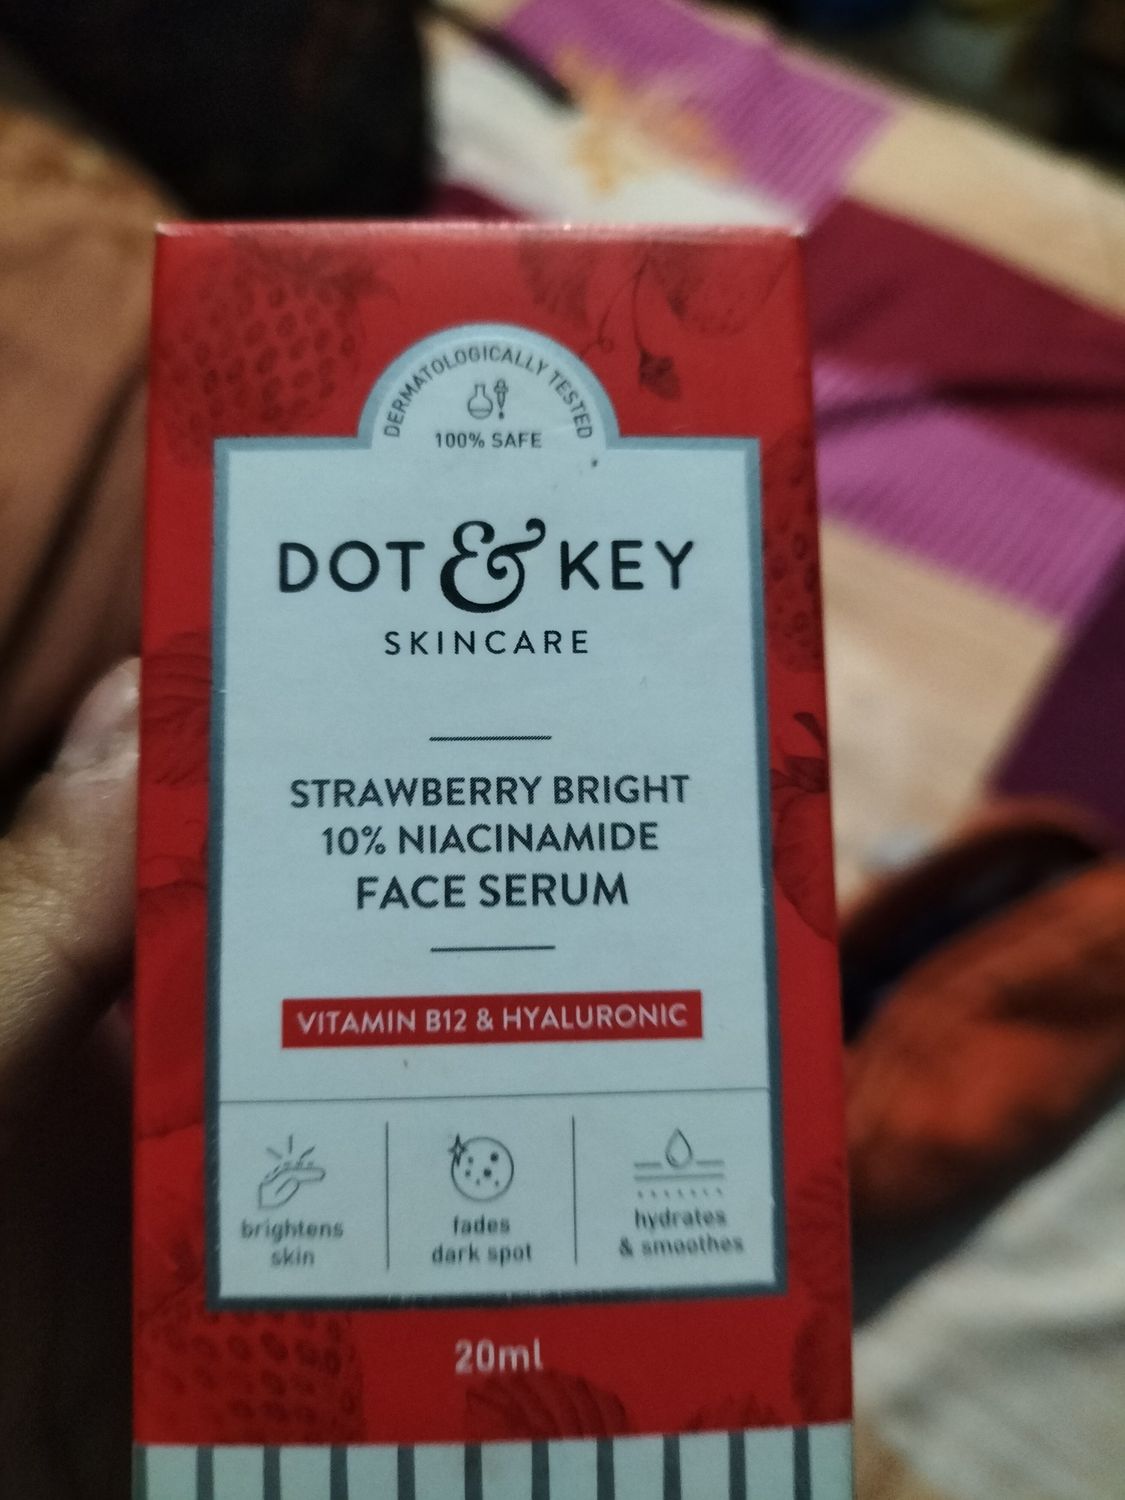 DERMATOLOGICALLY TESTED
100% SAFE
DOT & KEY
SKINCARE
STRAWBERRY BRIGHT
10% NIACINAMIDE
FACE SERUM
VITAMIN B12 & HYALURONIC
brightens
skin
fades
dark spot
hydrates
& smoothes
20ml